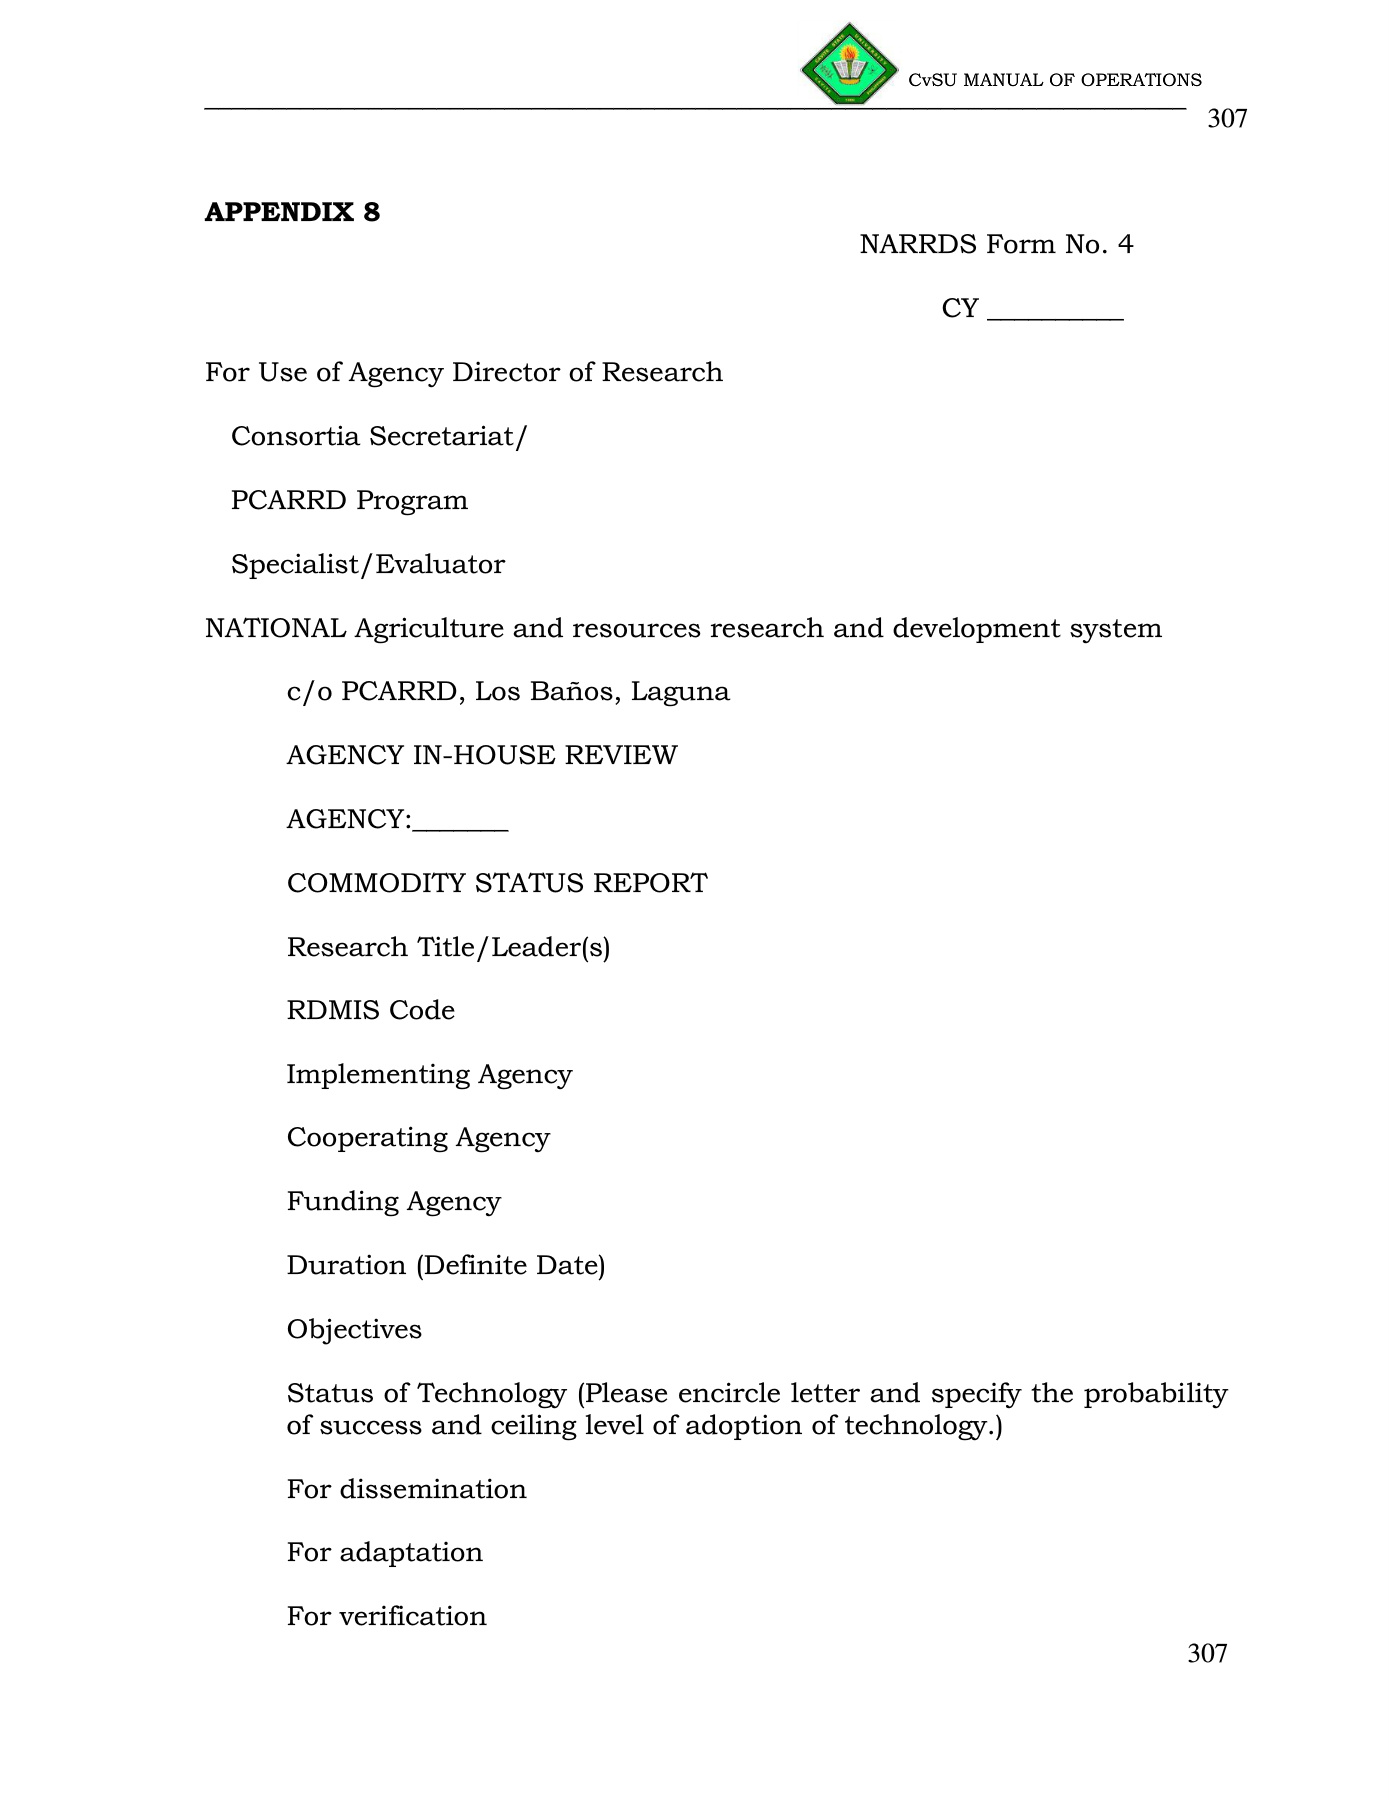 CvSU MANUAL OF OPERATIONS
307
APPENDIX 8
NARRDS Form No. 4
CY __________
For Use of Agency Director of Research
Consortia Secretariat/
PCARRD Program
Specialist/Evaluator
NATIONAL Agriculture and resources research and development system
c/o PCARRD, Los Baños, Laguna
AGENCY IN-HOUSE REVIEW
AGENCY:_______
COMMODITY STATUS REPORT
Research Title/Leader(s)
RDMIS Code
Implementing Agency
Cooperating Agency
Funding Agency
Duration (Definite Date)
Objectives
Status of Technology (Please encircle letter and specify the probability
of success and ceiling level of adoption of technology.)
For dissemination
For adaptation
For verification
307